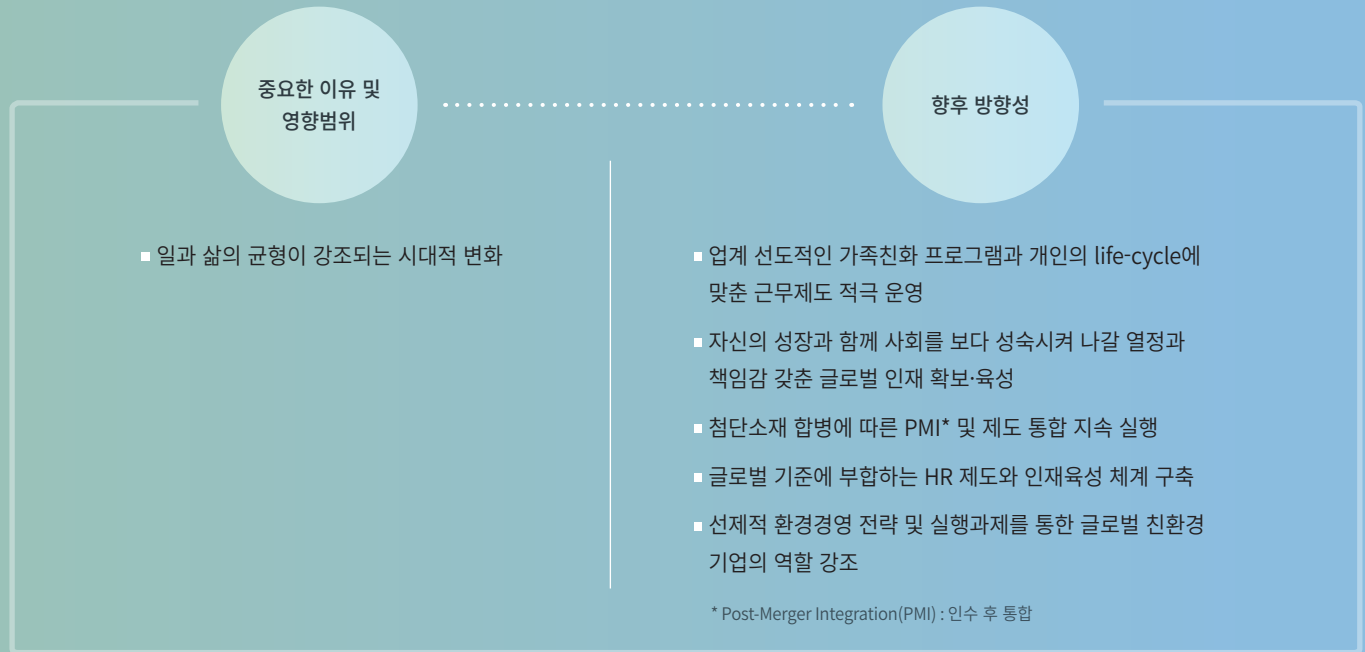 중요한 이유 및
영향범위
향후 방향성
▪ 일과 삶의 균형이 강조되는 시대적 변화
▪ 업계 선도적인 가족친화 프로그램과 개인의 life-cycle에
맞춘 근무제도 적극 운영
▪ 자신의 성장과 함께 사회를 보다 성숙시켜 나갈 열정과
책임감 갖춘 글로벌 인재 확보·육성
▪ 첨단소재 합병에 따른 PMI* 및 제도 통합 지속 실행
▪ 글로벌 기준에 부합하는 HR 제도와 인재육성 체계 구축
▪ 선제적 환경경영 전략 및 실행과제를 통한 글로벌 친환경
기업의 역할 강조
* Post-Merger Integration(PMI) : 인수 후 통합